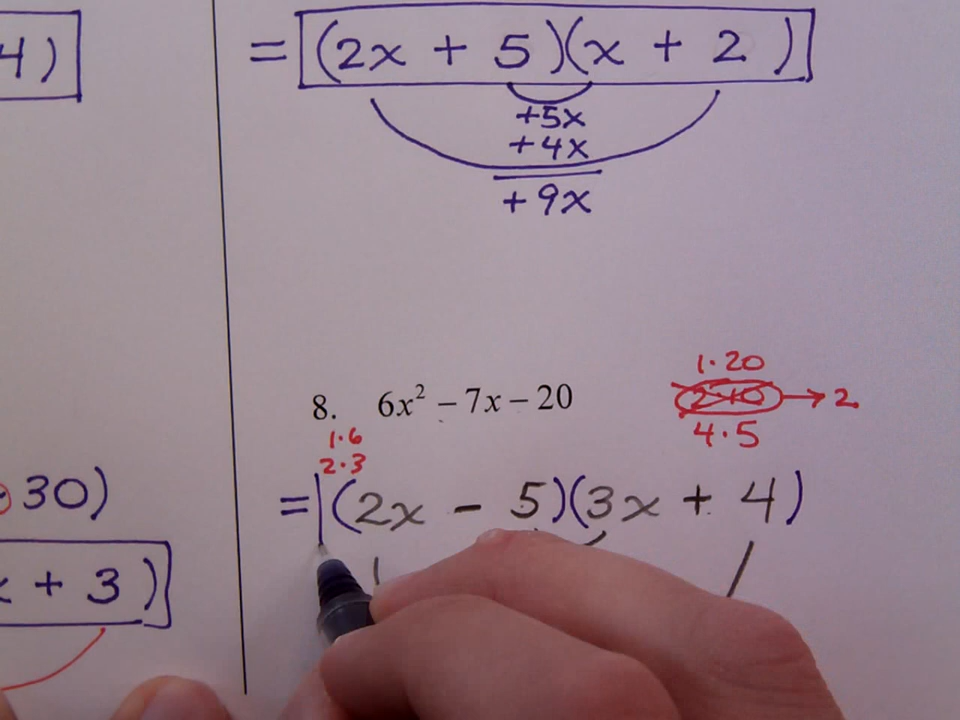 4)
= (2x + 5)(x + 2)
+5x
+4x
+9x
1·20
2·10 → 2
4·5
8. 6x² − 7x − 20
1·6
2·3
= (2x − 5)(3x + 4)
30)
x + 3)